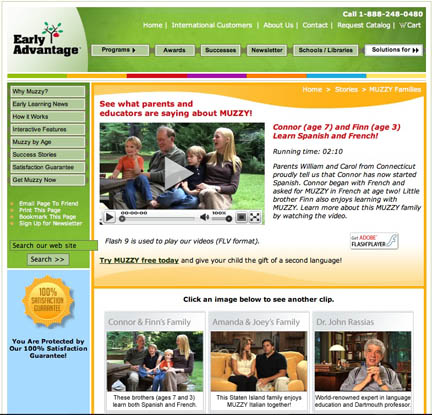 Call 1-888-248-0480
Home | International Customers | About Us | Contact | Request Catalog | Cart
Early
Advantage
Programs
Awards
Successes
Newsletter
Schools / Libraries
Solutions for
Why Muzzy?
Early Learning News
How it Works
Interactive Features
Muzzy by Age
Success Stories
Satisfaction Guarantee
Get Muzzy Now
Email Page To Friend
Print This Page
Bookmark This Page
Sign Up for Newsletter
Search our web site
Search >>
100%
SATISFACTION
GUARANTEE
You Are Protected by
Our 100% Satisfaction
Guarantee!
Home > Stories > MUZZY Families
See what parents and
educators are saying about MUZZY!
Connor (age 7) and Finn (age 3)
Learn Spanish and French!
Running time: 02:10
Parents William and Carol from Connecticut
proudly tell us that Connor has now started
Spanish. Connor began with French and
asked for MUZZY in French at age two! Little
brother Finn also enjoys learning with
MUZZY. Learn more about this MUZZY family
by watching the video.
00:00:00
100%
Flash 9 is used to play our videos (FLV format).
Get ADOBE
FLASH PLAYER
Try MUZZY free today and give your child the gift of a second language!
Click an image below to see another clip.
Connor & Finn's Family
These brothers (ages 7 and 3)
learn both Spanish and French.
Amanda & Joey's Family
This Staten Island family enjoys
MUZZY Italian together!
Dr. John Rassias
World-renowned expert in language
education and Dartmouth professor.